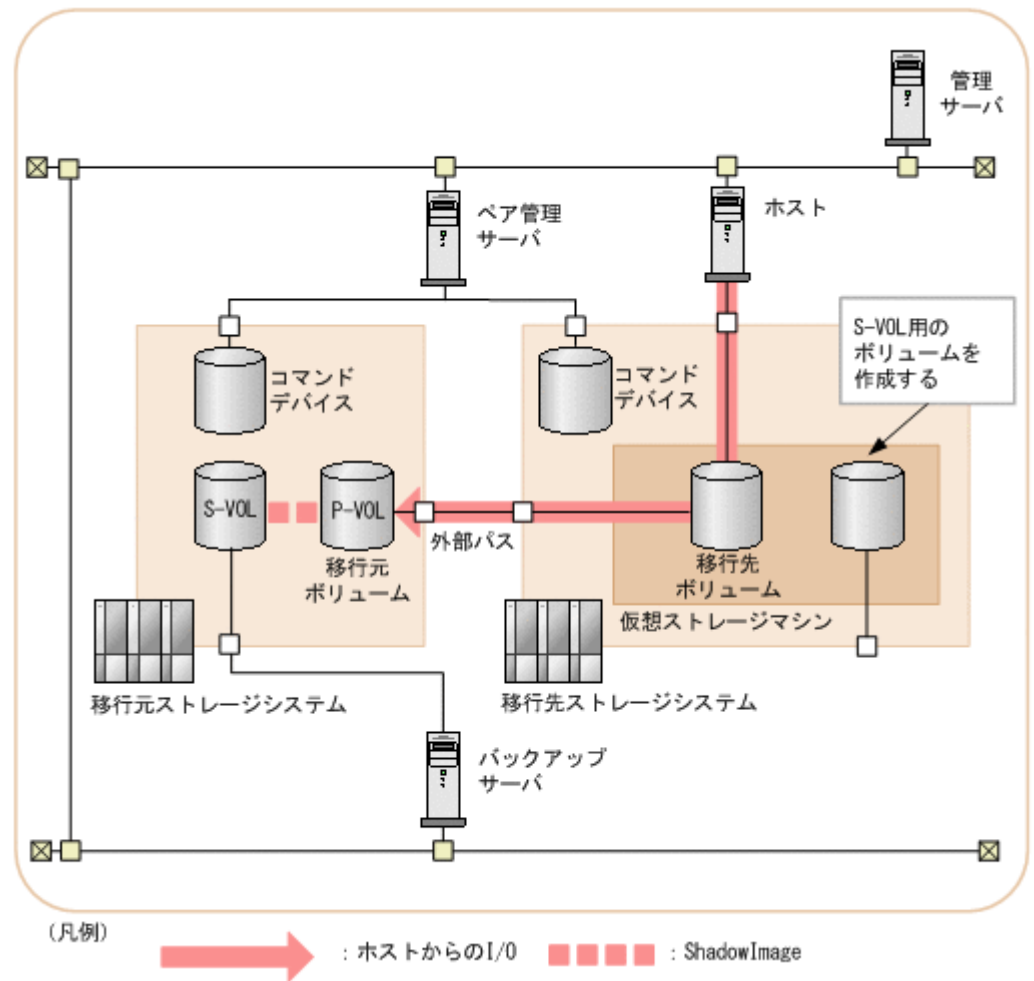 管理
サーバ
ペア管理
サーバ
ホスト
S-VOL用の
ボリュームを
作成する
コマンド
デバイス
コマンド
デバイス
S-VOL
P-VOL
外部パス
移行元
ボリューム
移行先
ボリューム
仮想ストレージマシン
移行元ストレージシステム
移行先ストレージシステム
バックアップ
サーバ
(凡例)
：ホストからのI/O
：ShadowImage